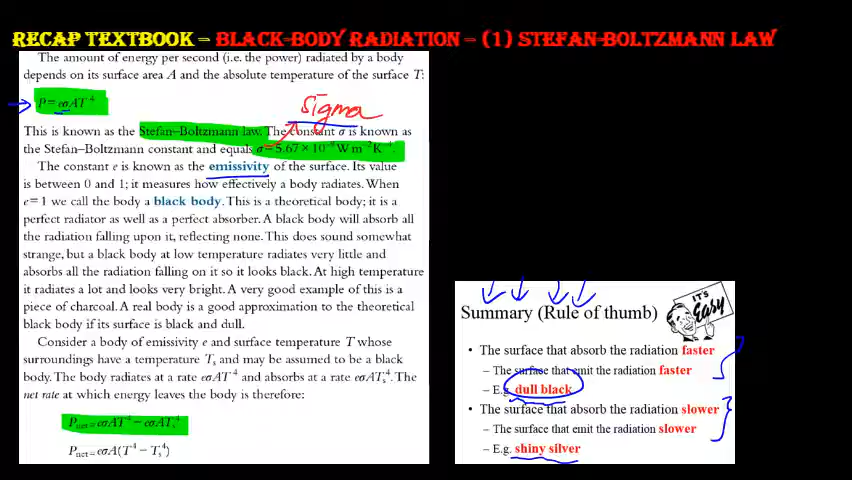 RECAP TEXTBOOK – BLACK-BODY RADIATION – (1) STEFAN-BOLTZMANN LAW
The amount of energy per second (i.e. the power) radiated by a body
depends on its surface area A and the absolute temperature of the surface T:
P = eσAT⁴
Sigma
This is known as the Stefan–Boltzmann law. The constant σ is known as
the Stefan–Boltzmann constant and equals σ = 5.67 × 10⁻⁸ W m⁻² K⁻⁴.
The constant e is known as the emissivity of the surface. Its value
is between 0 and 1; it measures how effectively a body radiates. When
e = 1 we call the body a black body. This is a theoretical body; it is a
perfect radiator as well as a perfect absorber. A black body will absorb all
the radiation falling upon it, reflecting none. This does sound somewhat
strange, but a black body at low temperature radiates very little and
absorbs all the radiation falling on it so it looks black. At high temperature
it radiates a lot and looks very bright. A very good example of this is a
piece of charcoal. A real body is a good approximation to the theoretical
black body if its surface is black and dull.
Consider a body of emissivity e and surface temperature T whose
surroundings have a temperature Tₛ and may be assumed to be a black
body. The body radiates at a rate eσAT⁴ and absorbs at a rate eσATₛ⁴. The
net rate at which energy leaves the body is therefore:
Pnet = eσAT⁴ − eσATₛ⁴
Pnet = eσA(T⁴ − Tₛ⁴)
IT'S
Easy
Summary (Rule of thumb)
• The surface that absorb the radiation faster
– The surface that emit the radiation faster
– E.g. dull black
• The surface that absorb the radiation slower
– The surface that emit the radiation slower
– E.g. shiny silver